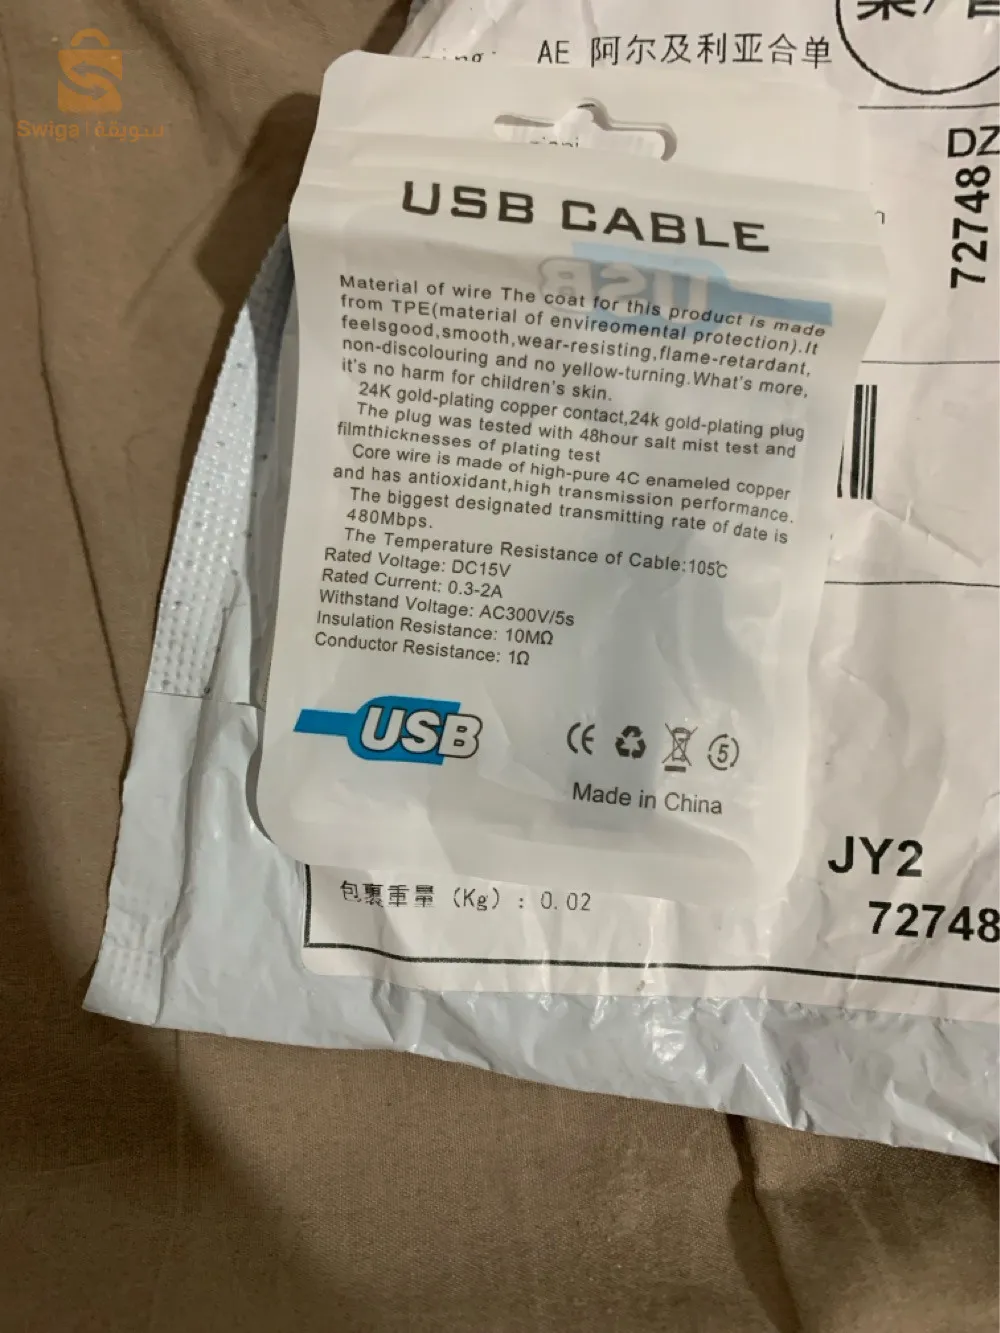 Swiga | سويقة
AE 阿尔及利亚合单
DZ
72748
USB CABLE
Material of wire The coat for this product is made
from TPE(material of envireomental protection).It
feelsgood,smooth,wear-resisting,flame-retardant,
non-discolouring and no yellow-turning.What's more,
it's no harm for children's skin.
24K gold-plating copper contact,24k gold-plating plug
The plug was tested with 48hour salt mist test and
filmthicknesses of plating test
Core wire is made of high-pure 4C enameled copper
and has antioxidant,high transmission performance.
The biggest designated transmitting rate of date is
480Mbps.
The Temperature Resistance of Cable:105℃
Rated Voltage: DC15V
Rated Current: 0.3-2A
Withstand Voltage: AC300V/5s
Insulation Resistance: 10MΩ
Conductor Resistance: 1Ω
USB
CE
5
Made in China
JY2
72748
包裹重量 (Kg) : 0.02